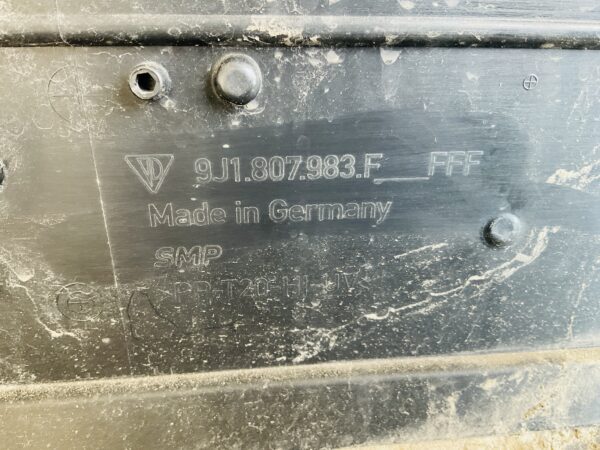 9J1.807.983.F___FFF
Made in Germany
SMP